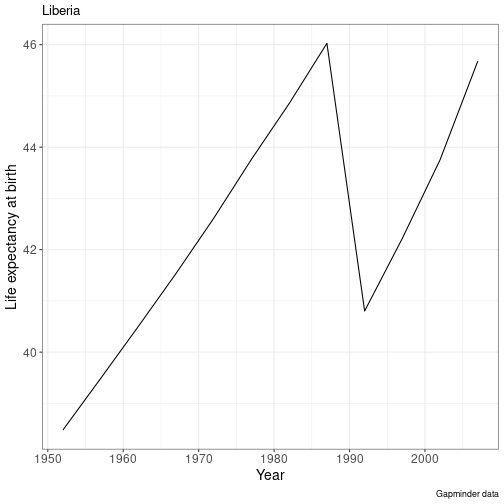 Liberia
46
44
42
40
Life expectancy at birth
1950 1960 1970 1980 1990 2000
Year
Gapminder data